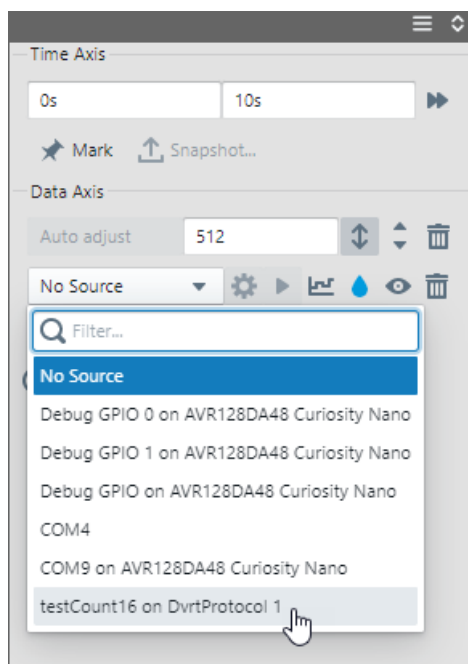 Time Axis
0s 10s
Mark Snapshot...
Data Axis
Auto adjust 512
No Source
Filter...
No Source
Debug GPIO 0 on AVR128DA48 Curiosity Nano
Debug GPIO 1 on AVR128DA48 Curiosity Nano
Debug GPIO on AVR128DA48 Curiosity Nano
COM4
COM9 on AVR128DA48 Curiosity Nano
testCount16 on DvrtProtocol 1